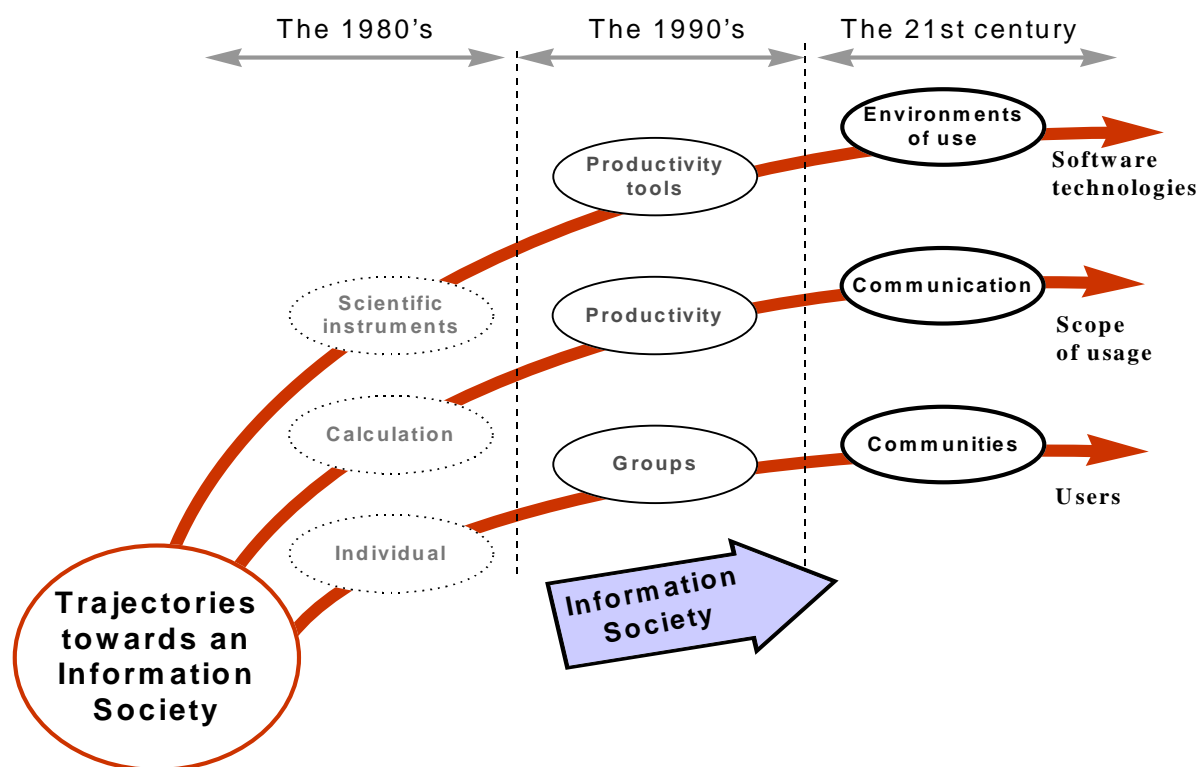 The 1980's
The 1990's
The 21st century
Environments
of use
Software
technologies
Productivity
tools
Scientific
instruments
Communication
Scope
of usage
Productivity
Calculation
Communities
Users
Groups
Individual
Information
Society
Trajectories
towards an
Information
Society